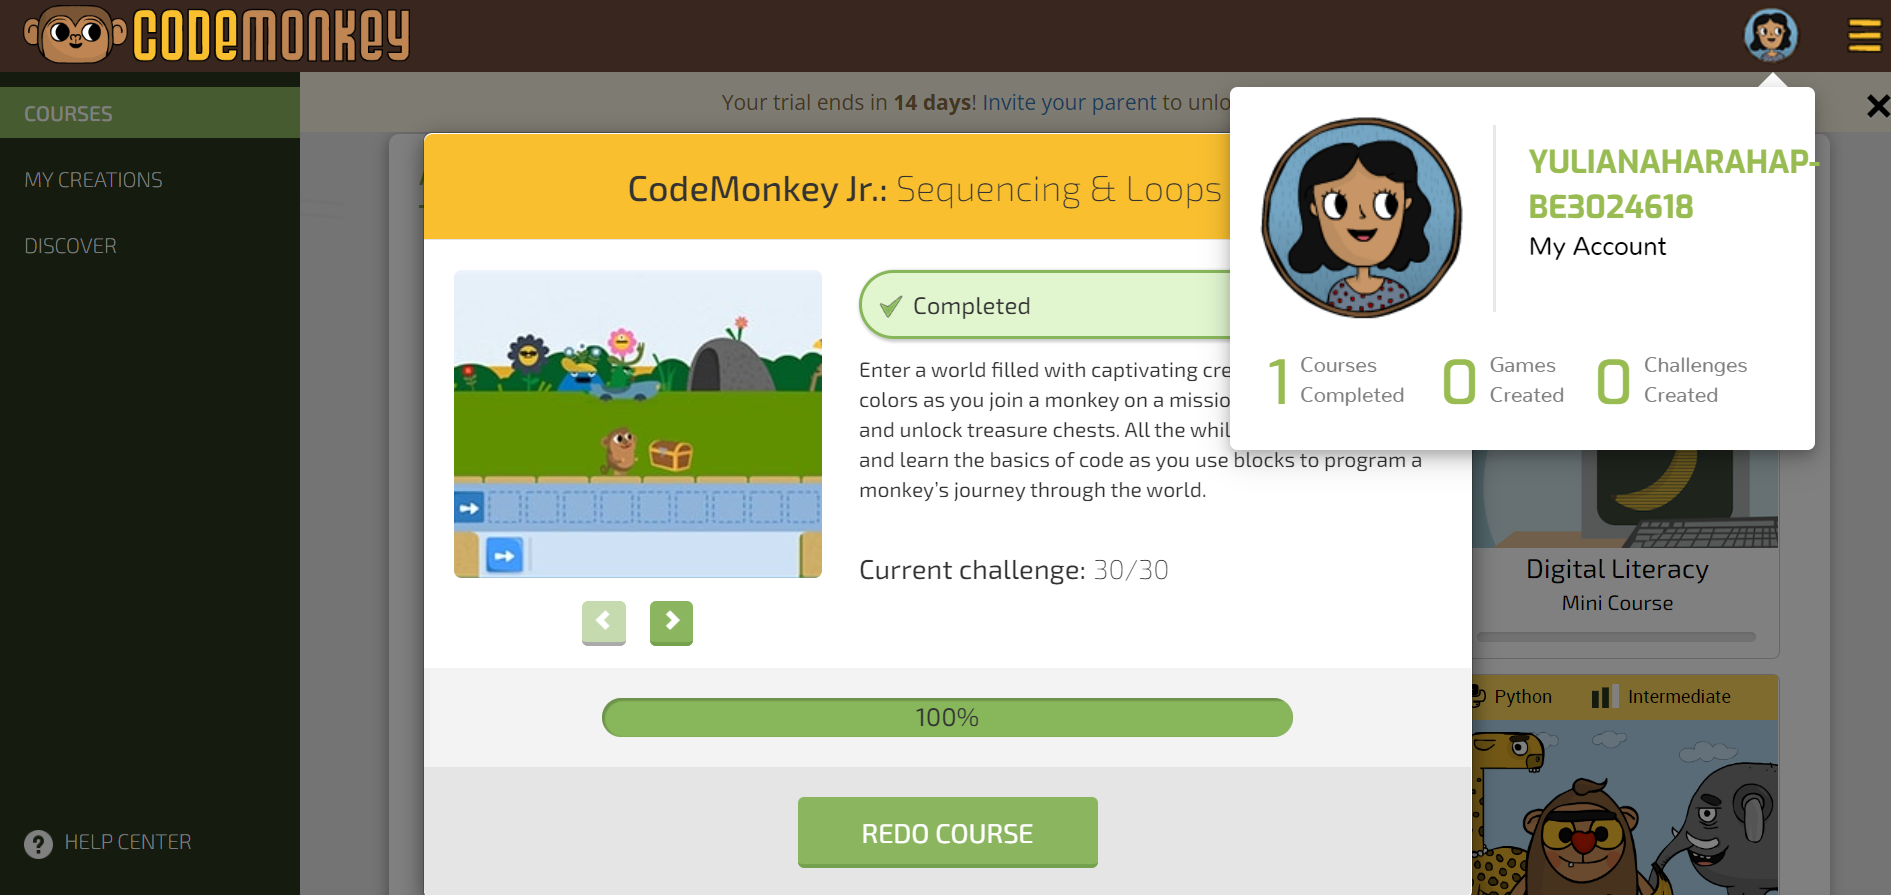 CODEMONKEY
COURSES
MY CREATIONS
DISCOVER
HELP CENTER
Your trial ends in 14 days! Invite your parent to unlo
CodeMonkey Jr.: Sequencing & Loops
Completed
Enter a world filled with captivating cre
colors as you join a monkey on a missio
and unlock treasure chests. All the whil
and learn the basics of code as you use blocks to program a
monkey's journey through the world.
Current challenge: 30/30
100%
REDO COURSE
YULIANAHARAHAP-
BE3024618
My Account
1 Courses Completed
0 Games Created
0 Challenges Created
Digital Literacy
Mini Course
Python Intermediate